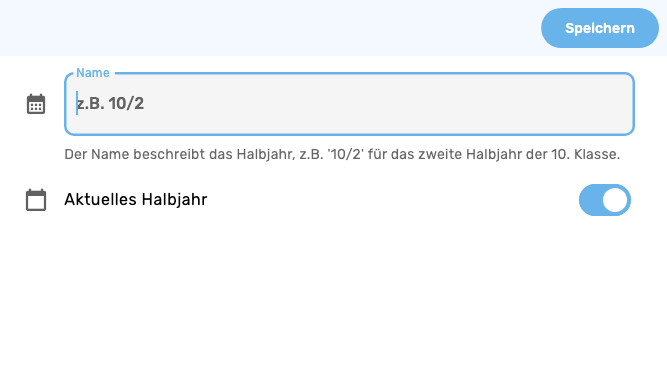 Speichern
Name
z.B. 10/2
Der Name beschreibt das Halbjahr, z.B. '10/2' für das zweite Halbjahr der 10. Klasse.
Aktuelles Halbjahr